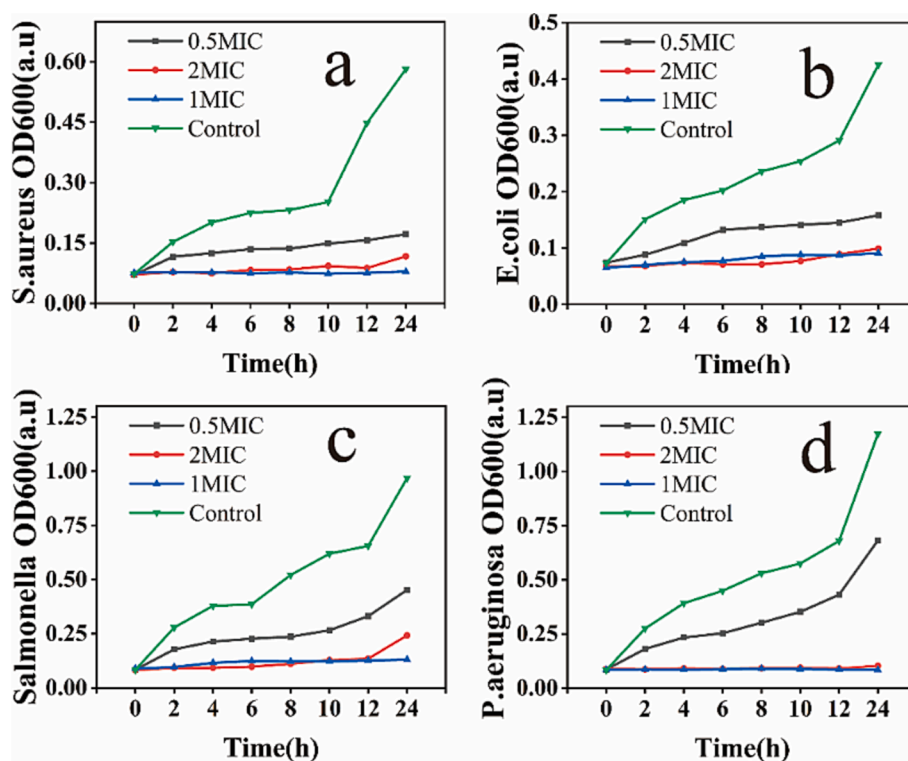 S.aureus OD600(a.u)
0.60
0.45
0.30
0.15
0.00
0.5MIC
2MIC
1MIC
Control
a
0 2 4 6 8 10 12 24
Time(h)
E.coli OD600(a.u)
0.5
0.4
0.3
0.2
0.1
0.0
0.5MIC
2MIC
1MIC
Control
b
0 2 4 6 8 10 12 24
Time(h)
Salmonella OD600(a.u)
1.25
1.00
0.75
0.50
0.25
0.00
0.5MIC
2MIC
1MIC
Control
c
0 2 4 6 8 10 12 24
Time(h)
P.aeruginosa OD600(a.u)
1.25
1.00
0.75
0.50
0.25
0.00
0.5MIC
2MIC
1MIC
Control
d
0 2 4 6 8 10 12 24
Time(h)